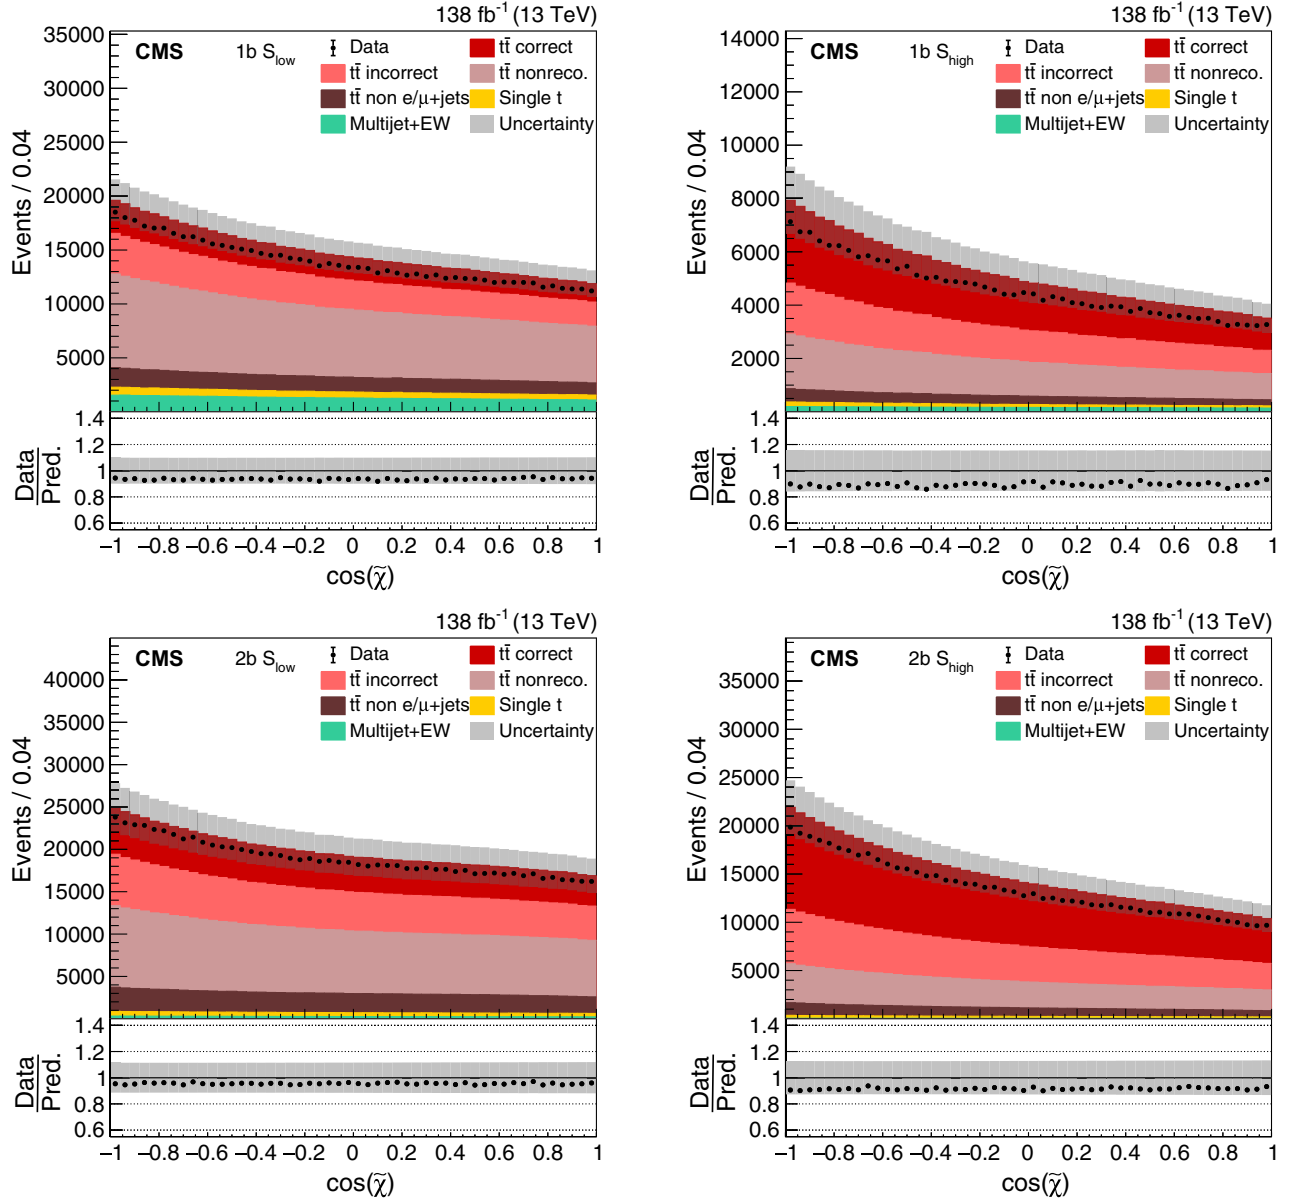 138 fb⁻¹ (13 TeV)
CMS 1b S_low Data tt̄ correct
tt̄ incorrect tt̄ nonreco.
tt̄ non e/μ+jets Single t
Multijet+EW Uncertainty
Events / 0.04
35000
30000
25000
20000
15000
10000
5000
Data
Pred.
1.4
1.2
1
0.8
0.6
−1 −0.8 −0.6 −0.4 −0.2 0 0.2 0.4 0.6 0.8 1
cos(χ̃)
138 fb⁻¹ (13 TeV)
CMS 1b S_high Data tt̄ correct
tt̄ incorrect tt̄ nonreco.
tt̄ non e/μ+jets Single t
Multijet+EW Uncertainty
Events / 0.04
14000
12000
10000
8000
6000
4000
2000
Data
Pred.
1.4
1.2
1
0.8
0.6
−1 −0.8 −0.6 −0.4 −0.2 0 0.2 0.4 0.6 0.8 1
cos(χ̃)
138 fb⁻¹ (13 TeV)
CMS 2b S_low Data tt̄ correct
tt̄ incorrect tt̄ nonreco.
tt̄ non e/μ+jets Single t
Multijet+EW Uncertainty
Events / 0.04
40000
35000
30000
25000
20000
15000
10000
5000
Data
Pred.
1.4
1.2
1
0.8
0.6
−1 −0.8 −0.6 −0.4 −0.2 0 0.2 0.4 0.6 0.8 1
cos(χ̃)
138 fb⁻¹ (13 TeV)
CMS 2b S_high Data tt̄ correct
tt̄ incorrect tt̄ nonreco.
tt̄ non e/μ+jets Single t
Multijet+EW Uncertainty
Events / 0.04
35000
30000
25000
20000
15000
10000
5000
Data
Pred.
1.4
1.2
1
0.8
0.6
−1 −0.8 −0.6 −0.4 −0.2 0 0.2 0.4 0.6 0.8 1
cos(χ̃)